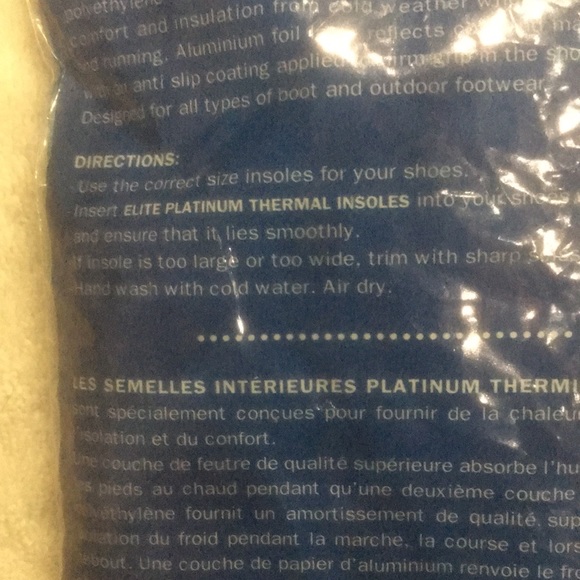 polyethylene
comfort and insulation from cold weather
and running. Aluminium foil reflects
with an anti slip coating applied firm grip in the
Designed for all types of boot and outdoor footwear.
DIRECTIONS:
Use the correct size insoles for your shoes.
Insert ELITE PLATINUM THERMAL INSOLES into your shoes
and ensure that it lies smoothly.
If insole is too large or too wide, trim with sharp
Hand wash with cold water. Air dry.
LES SEMELLES INTÉRIEURES PLATINUM
sont spécialement conçues pour fournir de la chaleur
isolation et du confort.
Une couche de feutre de qualité supérieure absorbe
pieds au chaud pendant qu'une deuxième couche
polyéthylène fournit un amortissement de qualité
du froid pendant la marche, la course et
Une couche de papier d'aluminium renvoie le